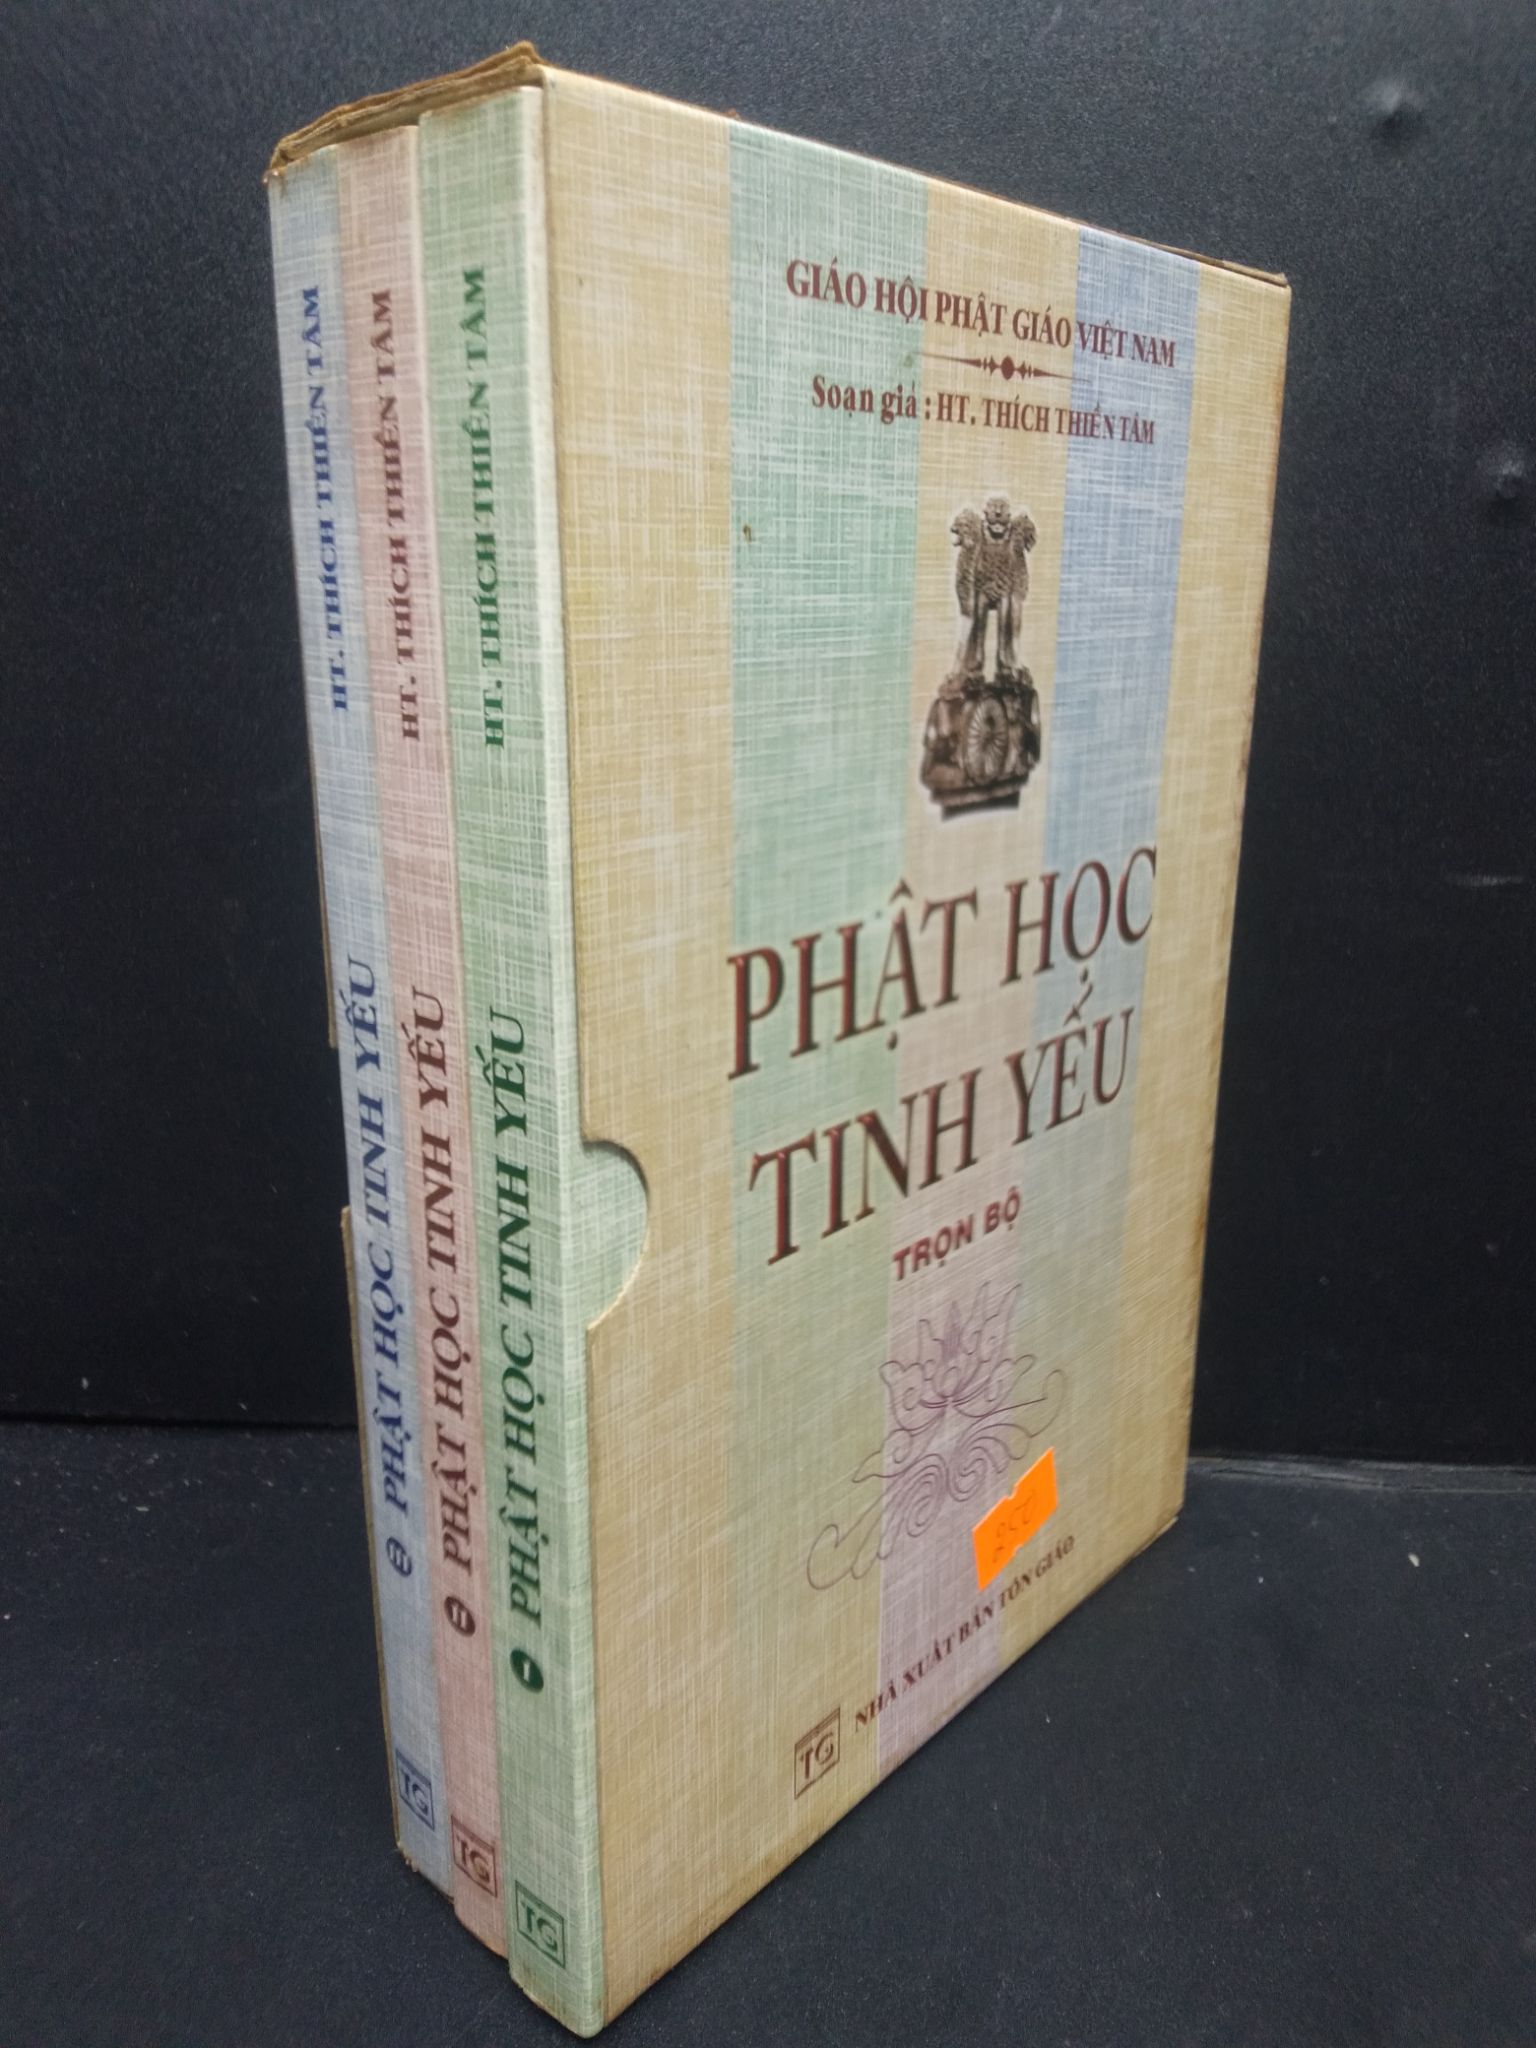 GIÁO HỘI PHẬT GIÁO VIỆT NAM
Soạn giả : HT. THÍCH THIỀN TÂM
PHẬT HỌC
TINH YẾU
TRỌN BỘ
250
TG NHÀ XUẤT BẢN TÔN GIÁO
HT. THÍCH THIỀN TÂM PHẬT HỌC TINH YẾU III TG
HT. THÍCH THIỀN TÂM PHẬT HỌC TINH YẾU II TG
HT. THÍCH THIỀN TÂM PHẬT HỌC TINH YẾU I TG